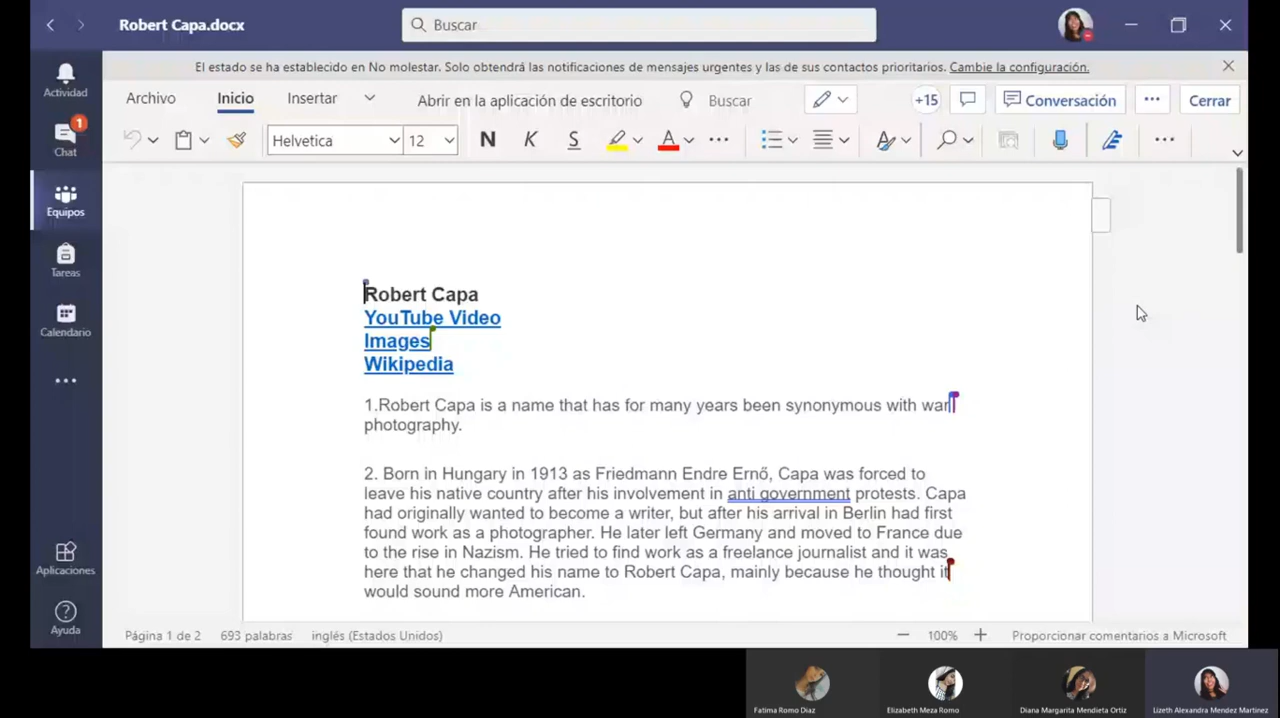 Robert Capa.docx
Buscar
El estado se ha establecido en No molestar. Solo obtendrá las notificaciones de mensajes urgentes y las de sus contactos prioritarios. Cambie la configuración.
Actividad
1
Chat
Equipos
Tareas
Calendario
Aplicaciones
Ayuda
Archivo
Inicio
Insertar
Abrir en la aplicación de escritorio
Buscar
+15
Conversación
Cerrar
Helvetica
12
N
K
S
A
Robert Capa
YouTube Video
Images
Wikipedia
1.Robert Capa is a name that has for many years been synonymous with war
photography.
2. Born in Hungary in 1913 as Friedmann Endre Ernő, Capa was forced to
leave his native country after his involvement in anti government protests. Capa
had originally wanted to become a writer, but after his arrival in Berlin had first
found work as a photographer. He later left Germany and moved to France due
to the rise in Nazism. He tried to find work as a freelance journalist and it was
here that he changed his name to Robert Capa, mainly because he thought it
would sound more American.
Página 1 de 2
693 palabras
inglés (Estados Unidos)
100%
Proporcionar comentarios a Microsoft
Fatima Romo Diaz
Elizabeth Meza Romo
Diana Margarita Mendieta Ortiz
Lizeth Alexandra Mendez Martinez